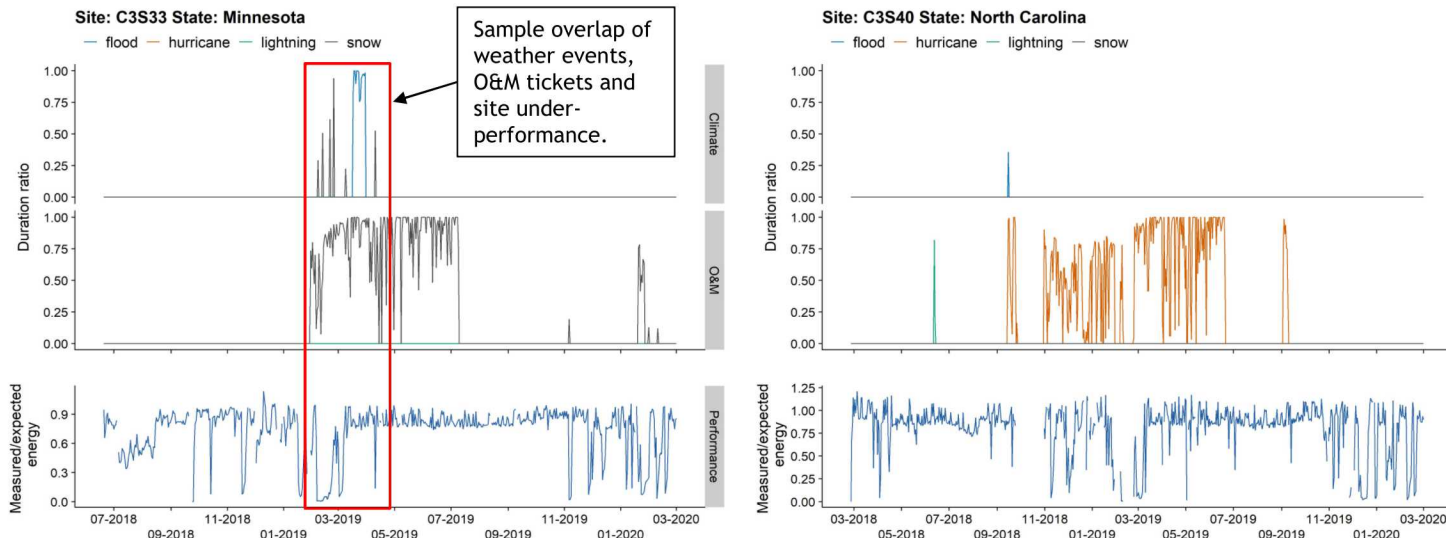 Site: C3S33 State: Minnesota
flood hurricane lightning snow
Sample overlap of
weather events,
O&M tickets and
site under-
performance.
Duration ratio
1.00
0.75
0.50
0.25
0.00
Climate
Duration ratio
1.00
0.75
0.50
0.25
0.00
O&M
Measured/expected
energy
0.9
0.6
0.3
0.0
Performance
07-2018 11-2018 03-2019 07-2019 11-2019 03-2020
09-2018 01-2019 05-2019 09-2019 01-2020
Site: C3S40 State: North Carolina
flood hurricane lightning snow
Duration ratio
1.00
0.75
0.50
0.25
0.00
Duration ratio
1.00
0.75
0.50
0.25
0.00
Measured/expected
energy
1.25
1.00
0.75
0.50
0.25
0.00
03-2018 07-2018 11-2018 03-2019 07-2019 11-2019 03-2020
05-2018 09-2018 01-2019 05-2019 09-2019 01-2020